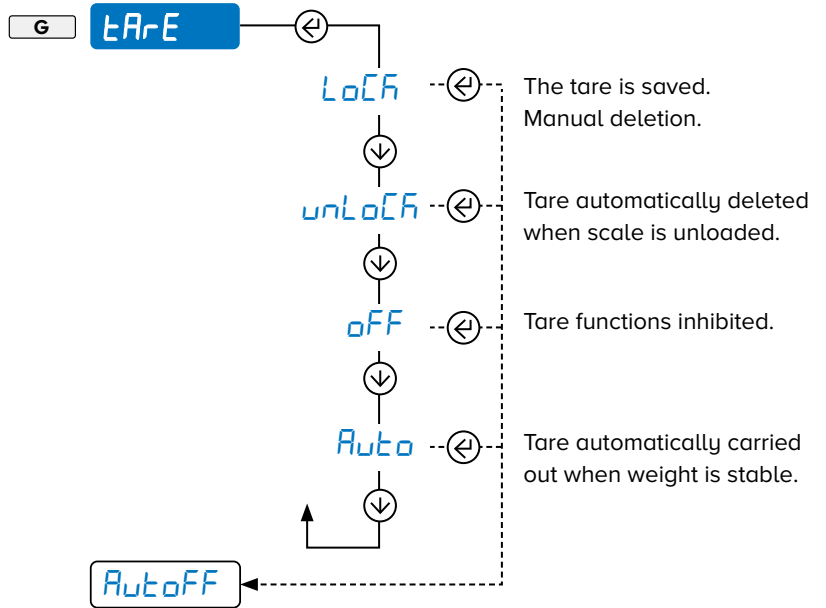 G
tArE
LoCK
The tare is saved.
Manual deletion.
unLoCK
Tare automatically deleted
when scale is unloaded.
oFF
Tare functions inhibited.
Auto
Tare automatically carried
out when weight is stable.
AutoFF